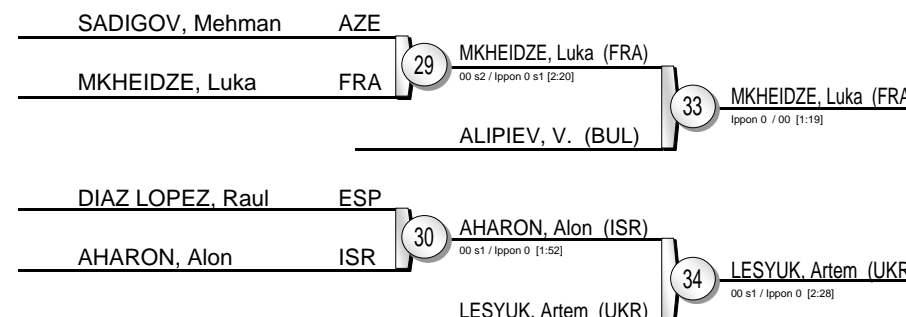 SADIGOV, Mehman AZE
MKHEIDZE, Luka FRA
29
MKHEIDZE, Luka (FRA)
00 s2 / Ippon 0 s1 [2:20]
ALIPIEV, V. (BUL)
33
MKHEIDZE, Luka (FRA
Ippon 0 / 00 [1:19]
DIAZ LOPEZ, Raul ESP
AHARON, Alon ISR
30
AHARON, Alon (ISR)
00 s1 / Ippon 0 [1:52]
LESYUK, Artem (UKR)
34
LESYUK, Artem (UKR
00 s1 / Ippon 0 [2:28]